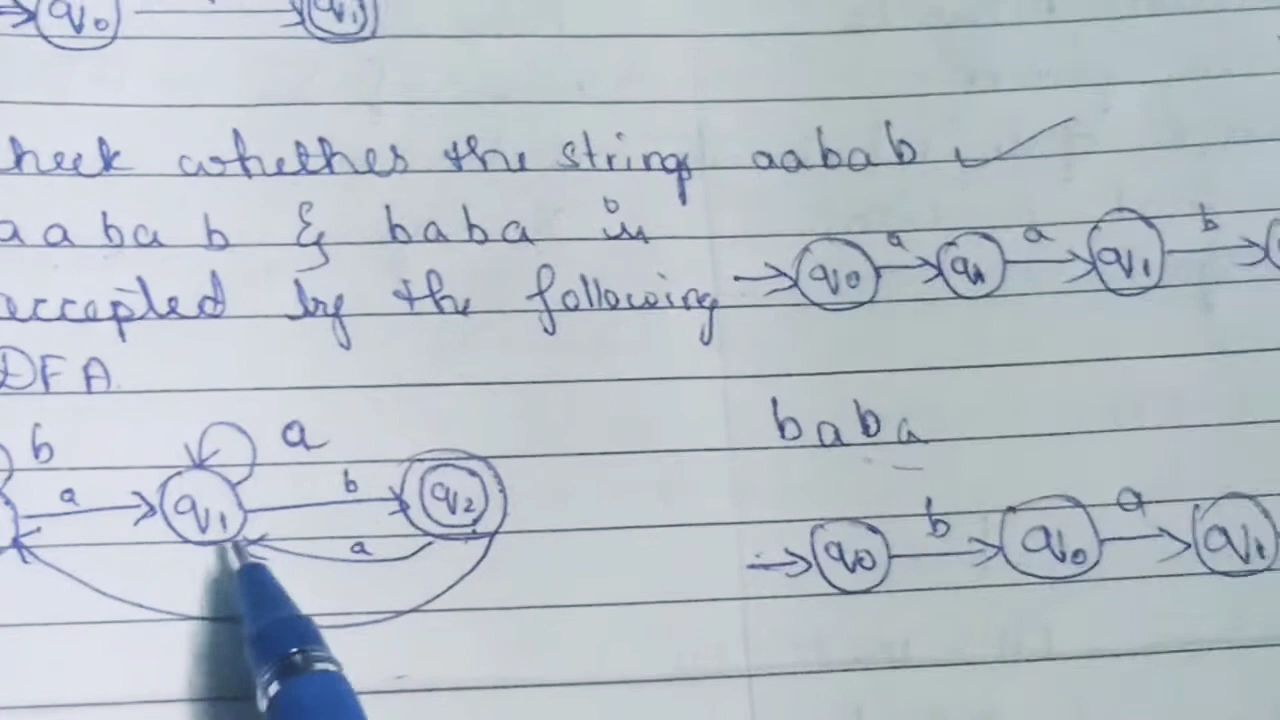 q0 q1
heck whether the string aabab
aabab & baba is
q0 a q1 a q1 b
accepted by the following
DFA
baba
b a
a q1 b q2
a
q0 b q0 a q1